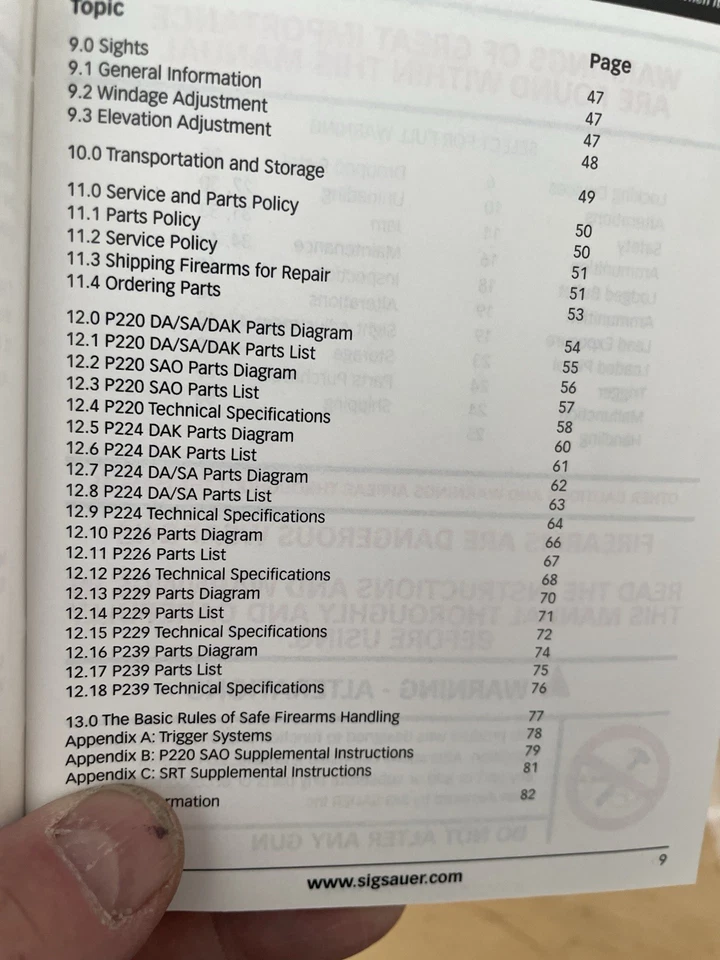 Topic Page
9.0 Sights 47
9.1 General Information 47
9.2 Windage Adjustment 47
9.3 Elevation Adjustment 48
10.0 Transportation and Storage 49
11.0 Service and Parts Policy 50
11.1 Parts Policy 50
11.2 Service Policy 51
11.3 Shipping Firearms for Repair 51
11.4 Ordering Parts 53
12.0 P220 DA/SA/DAK Parts Diagram 54
12.1 P220 DA/SA/DAK Parts List 55
12.2 P220 SAO Parts Diagram 56
12.3 P220 SAO Parts List 57
12.4 P220 Technical Specifications 58
12.5 P224 DAK Parts Diagram 60
12.6 P224 DAK Parts List 61
12.7 P224 DA/SA Parts Diagram 62
12.8 P224 DA/SA Parts List 63
12.9 P224 Technical Specifications 64
12.10 P226 Parts Diagram 66
12.11 P226 Parts List 67
12.12 P226 Technical Specifications 68
12.13 P229 Parts Diagram 70
12.14 P229 Parts List 71
12.15 P229 Technical Specifications 72
12.16 P239 Parts Diagram 74
12.17 P239 Parts List 75
12.18 P239 Technical Specifications 76
13.0 The Basic Rules of Safe Firearms Handling 77
Appendix A: Trigger Systems 78
Appendix B: P220 SAO Supplemental Instructions 79
Appendix C: SRT Supplemental Instructions 81
rmation 82
www.sigsauer.com 9